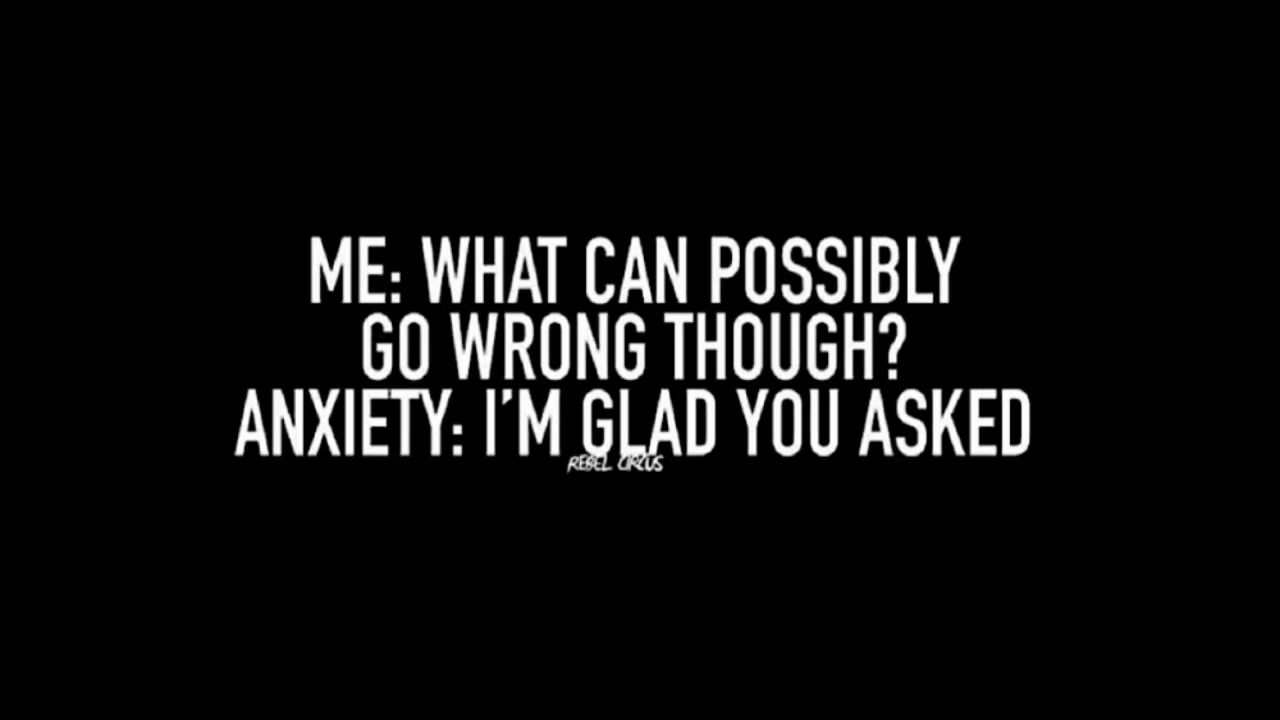 ME: WHAT CAN POSSIBLY
GO WRONG THOUGH?
ANXIETY: I'M GLAD YOU ASKED
REBEL CIRCUS